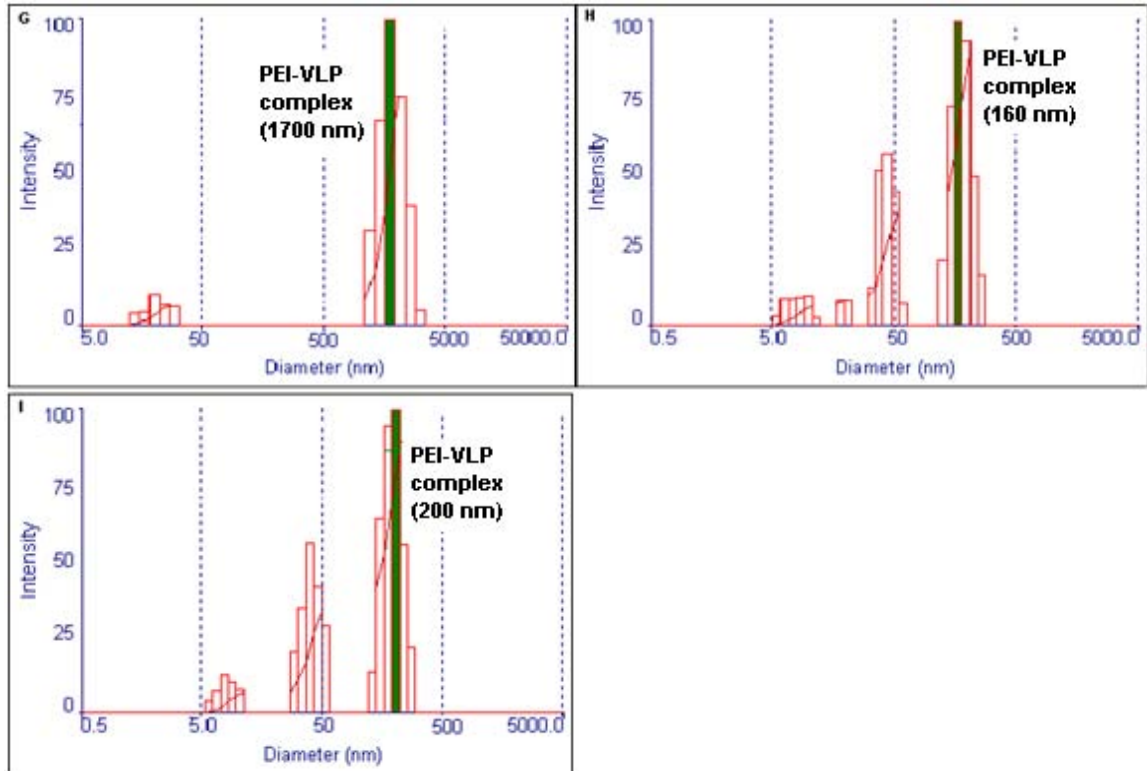 G
100
75
50
25
0
Intensity
PEI-VLP
complex
(1700 nm)
5.0 50 500 5000 50000.0
Diameter (nm)
H
100
75
50
25
0
Intensity
PEI-VLP
complex
(160 nm)
0.5 5.0 50 500 5000.0
Diameter (nm)
I
100
75
50
25
0
Intensity
PEI-VLP
complex
(200 nm)
0.5 5.0 50 500 5000.0
Diameter (nm)